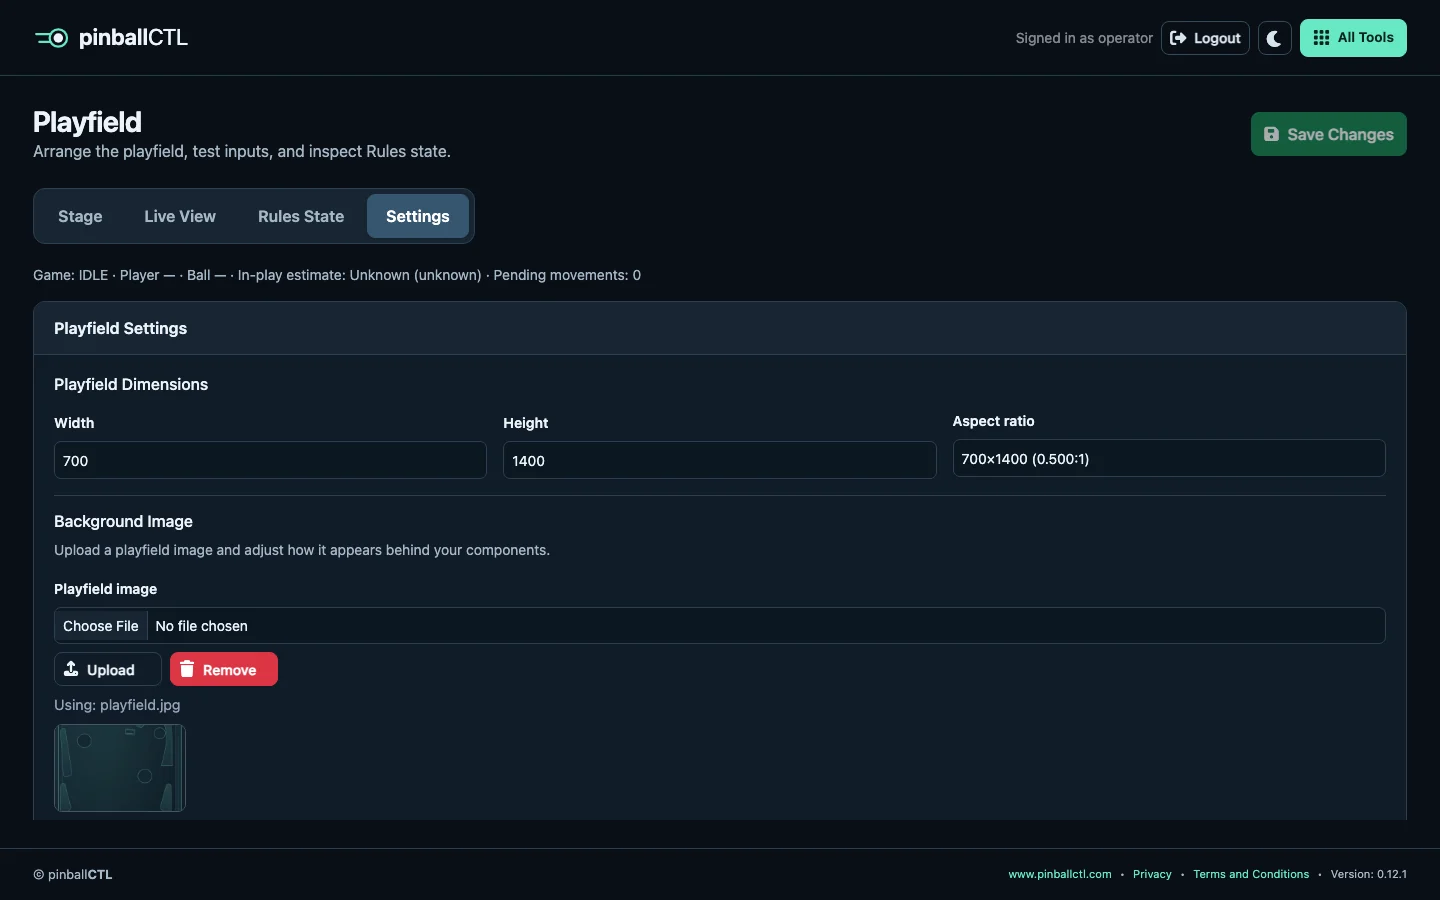 pinballCTL
Signed in as operator
Logout
All Tools
Playfield
Arrange the playfield, test inputs, and inspect Rules state.
Save Changes
Stage
Live View
Rules State
Settings
Game: IDLE · Player — · Ball — · In-play estimate: Unknown (unknown) · Pending movements: 0
Playfield Settings
Playfield Dimensions
Width
Height
Aspect ratio
700
1400
700×1400 (0.500:1)
Background Image
Upload a playfield image and adjust how it appears behind your components.
Playfield image
Choose File No file chosen
Upload
Remove
Using: playfield.jpg
© pinballCTL
www.pinballctl.com • Privacy • Terms and Conditions • Version: 0.12.1